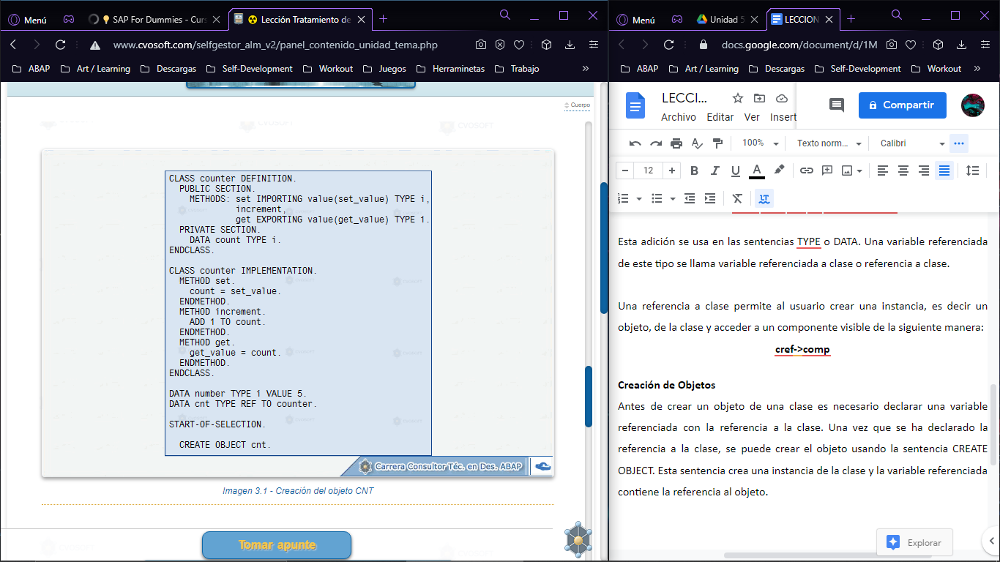 Menú
SAP For Dummies - Curs
Lección Tratamiento de
www.cvosoft.com/selfgestor_alm_v2/panel_contenido_unidad_tema.php
ABAP
Art / Learning
Descargas
Self-Development
Workout
Juegos
Herraminetas
Trabajo
»
Cuerpo
CVOSOFT
CLASS counter DEFINITION.
PUBLIC SECTION.
METHODS: set IMPORTING value(set_value) TYPE i,
increment,
get EXPORTING value(get_value) TYPE i.
PRIVATE SECTION.
DATA count TYPE i.
ENDCLASS.
CLASS counter IMPLEMENTATION.
METHOD set.
count = set_value.
ENDMETHOD.
METHOD increment.
ADD 1 TO count.
ENDMETHOD.
METHOD get.
get_value = count.
ENDMETHOD.
ENDCLASS.
DATA number TYPE i VALUE 5.
DATA cnt TYPE REF TO counter.
START-OF-SELECTION.
CREATE OBJECT cnt.
Carrera Consultor Téc. en Des. ABAP
Imagen 3.1 - Creación del objeto CNT
Tomar apunte
Menú
Unidad 5
LECCION
docs.google.com/document/d/1M
ABAP
Art / Learning
Descargas
Self-Development
Workout
»
LECCI...
Archivo Editar Ver Insert
Compartir
100%
Texto norm...
Calibri
12
Esta adición se usa en las sentencias TYPE o DATA. Una variable referenciada
de este tipo se llama variable referenciada a clase o referencia a clase.
Una referencia a clase permite al usuario crear una instancia, es decir un
objeto, de la clase y acceder a un componente visible de la siguiente manera:
cref->comp
Creación de Objetos
Antes de crear un objeto de una clase es necesario declarar una variable
referenciada con la referencia a la clase. Una vez que se ha declarado la
referencia a la clase, se puede crear el objeto usando la sentencia CREATE
OBJECT. Esta sentencia crea una instancia de la clase y la variable referenciada
contiene la referencia al objeto.
Explorar